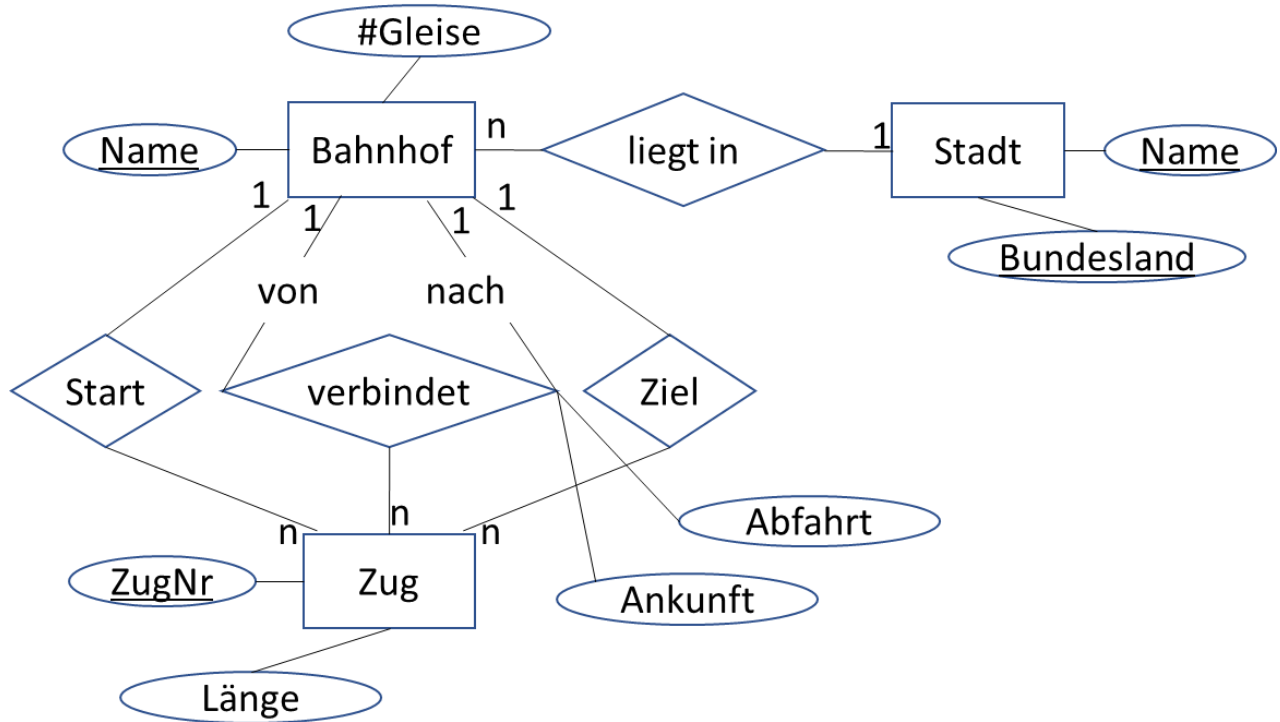 #Gleise
Name
Bahnhof
n
liegt in
1
Stadt
Name
1
1
1
1
Bundesland
von
nach
Start
verbindet
Ziel
n
n
n
Abfahrt
ZugNr
Zug
Ankunft
Länge